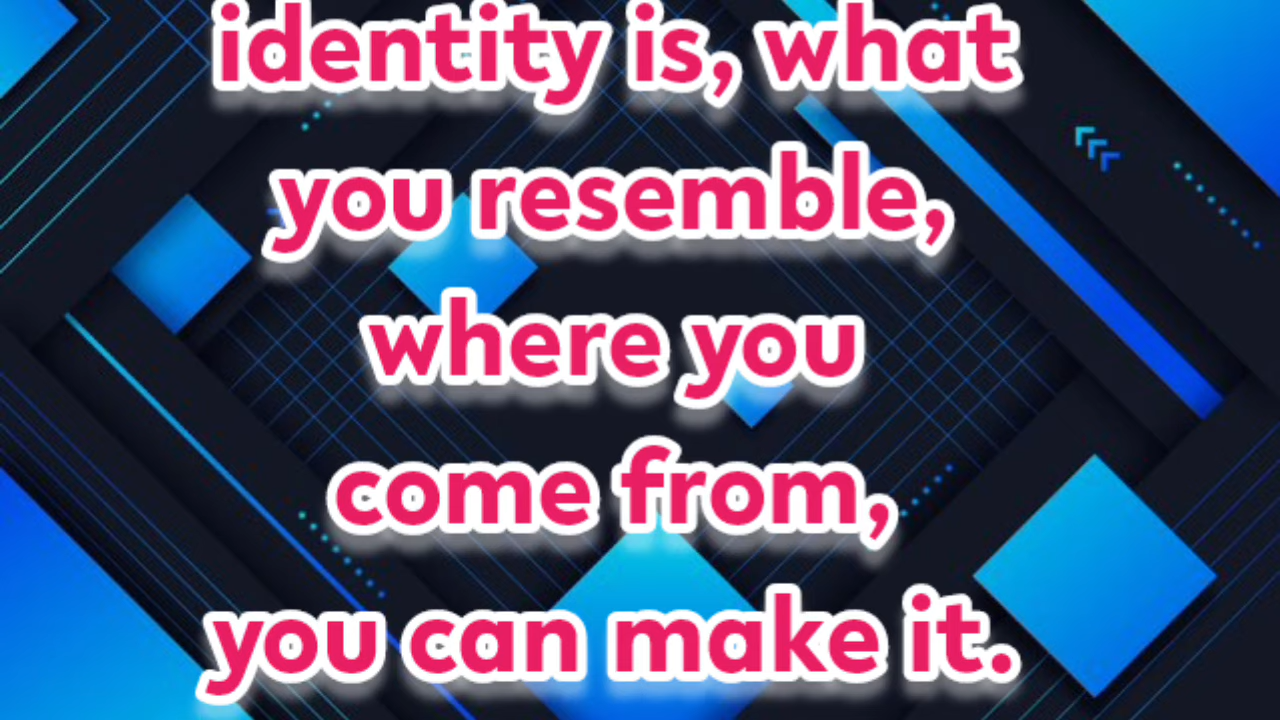 identity is, what
you resemble,
where you
come from,
you can make it.